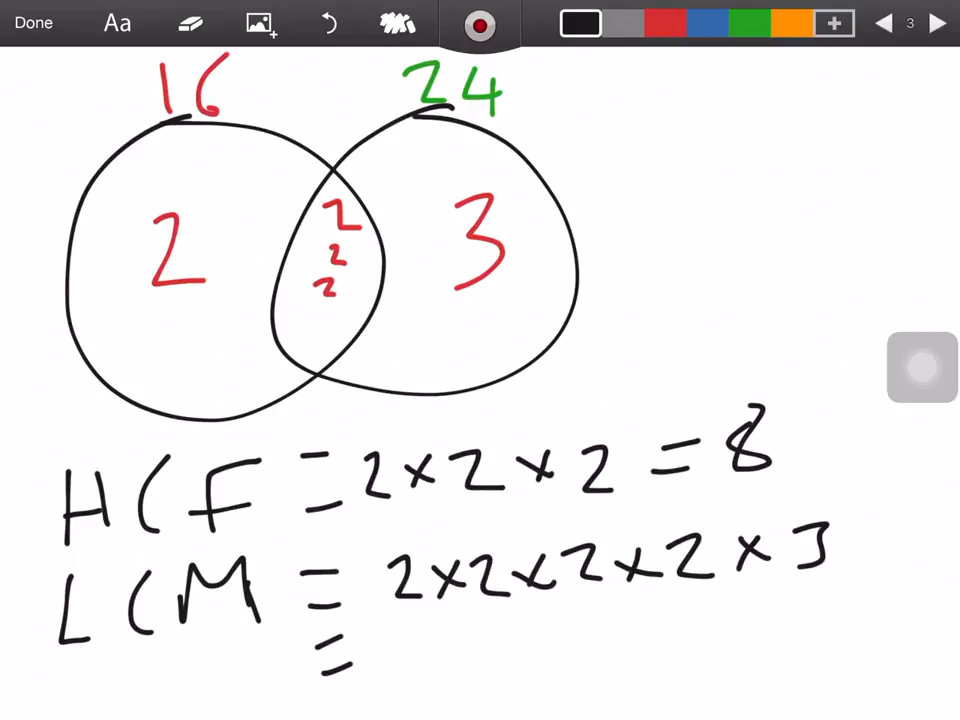 Done Aa 3
16 24
2 2 3
2
2
HCF = 2 × 2 × 2 = 8
LCM = 2 × 2 × 2 × 2 × 3
=